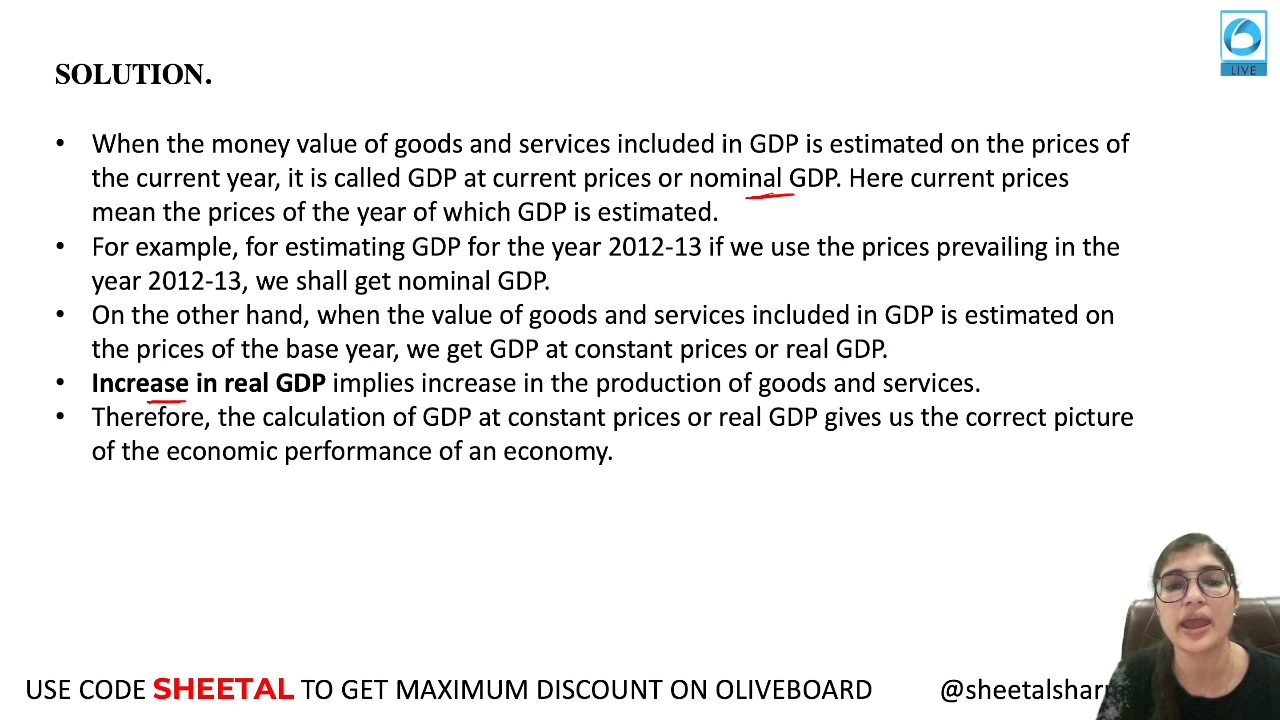 LIVE
SOLUTION.
• When the money value of goods and services included in GDP is estimated on the prices of
the current year, it is called GDP at current prices or nominal GDP. Here current prices
mean the prices of the year of which GDP is estimated.
• For example, for estimating GDP for the year 2012-13 if we use the prices prevailing in the
year 2012-13, we shall get nominal GDP.
• On the other hand, when the value of goods and services included in GDP is estimated on
the prices of the base year, we get GDP at constant prices or real GDP.
• Increase in real GDP implies increase in the production of goods and services.
• Therefore, the calculation of GDP at constant prices or real GDP gives us the correct picture
of the economic performance of an economy.
USE CODE SHEETAL TO GET MAXIMUM DISCOUNT ON OLIVEBOARD